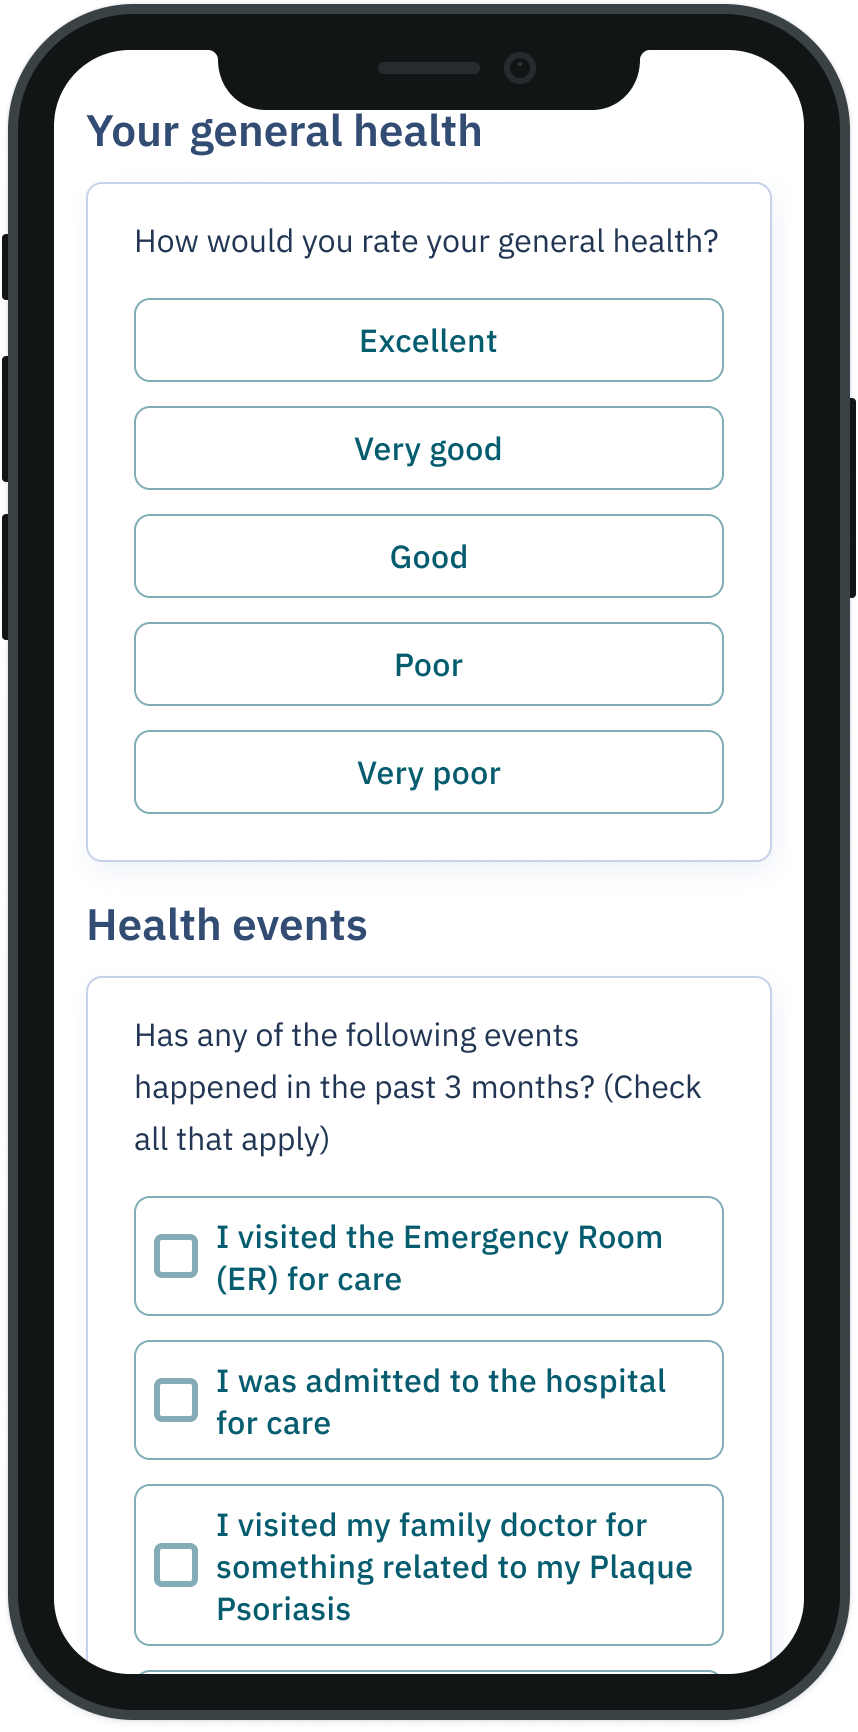 Your general health
How would you rate your general health?
Excellent
Very good
Good
Poor
Very poor
Health events
Has any of the following events
happened in the past 3 months? (Check
all that apply)
I visited the Emergency Room
(ER) for care
I was admitted to the hospital
for care
I visited my family doctor for
something related to my Plaque
Psoriasis